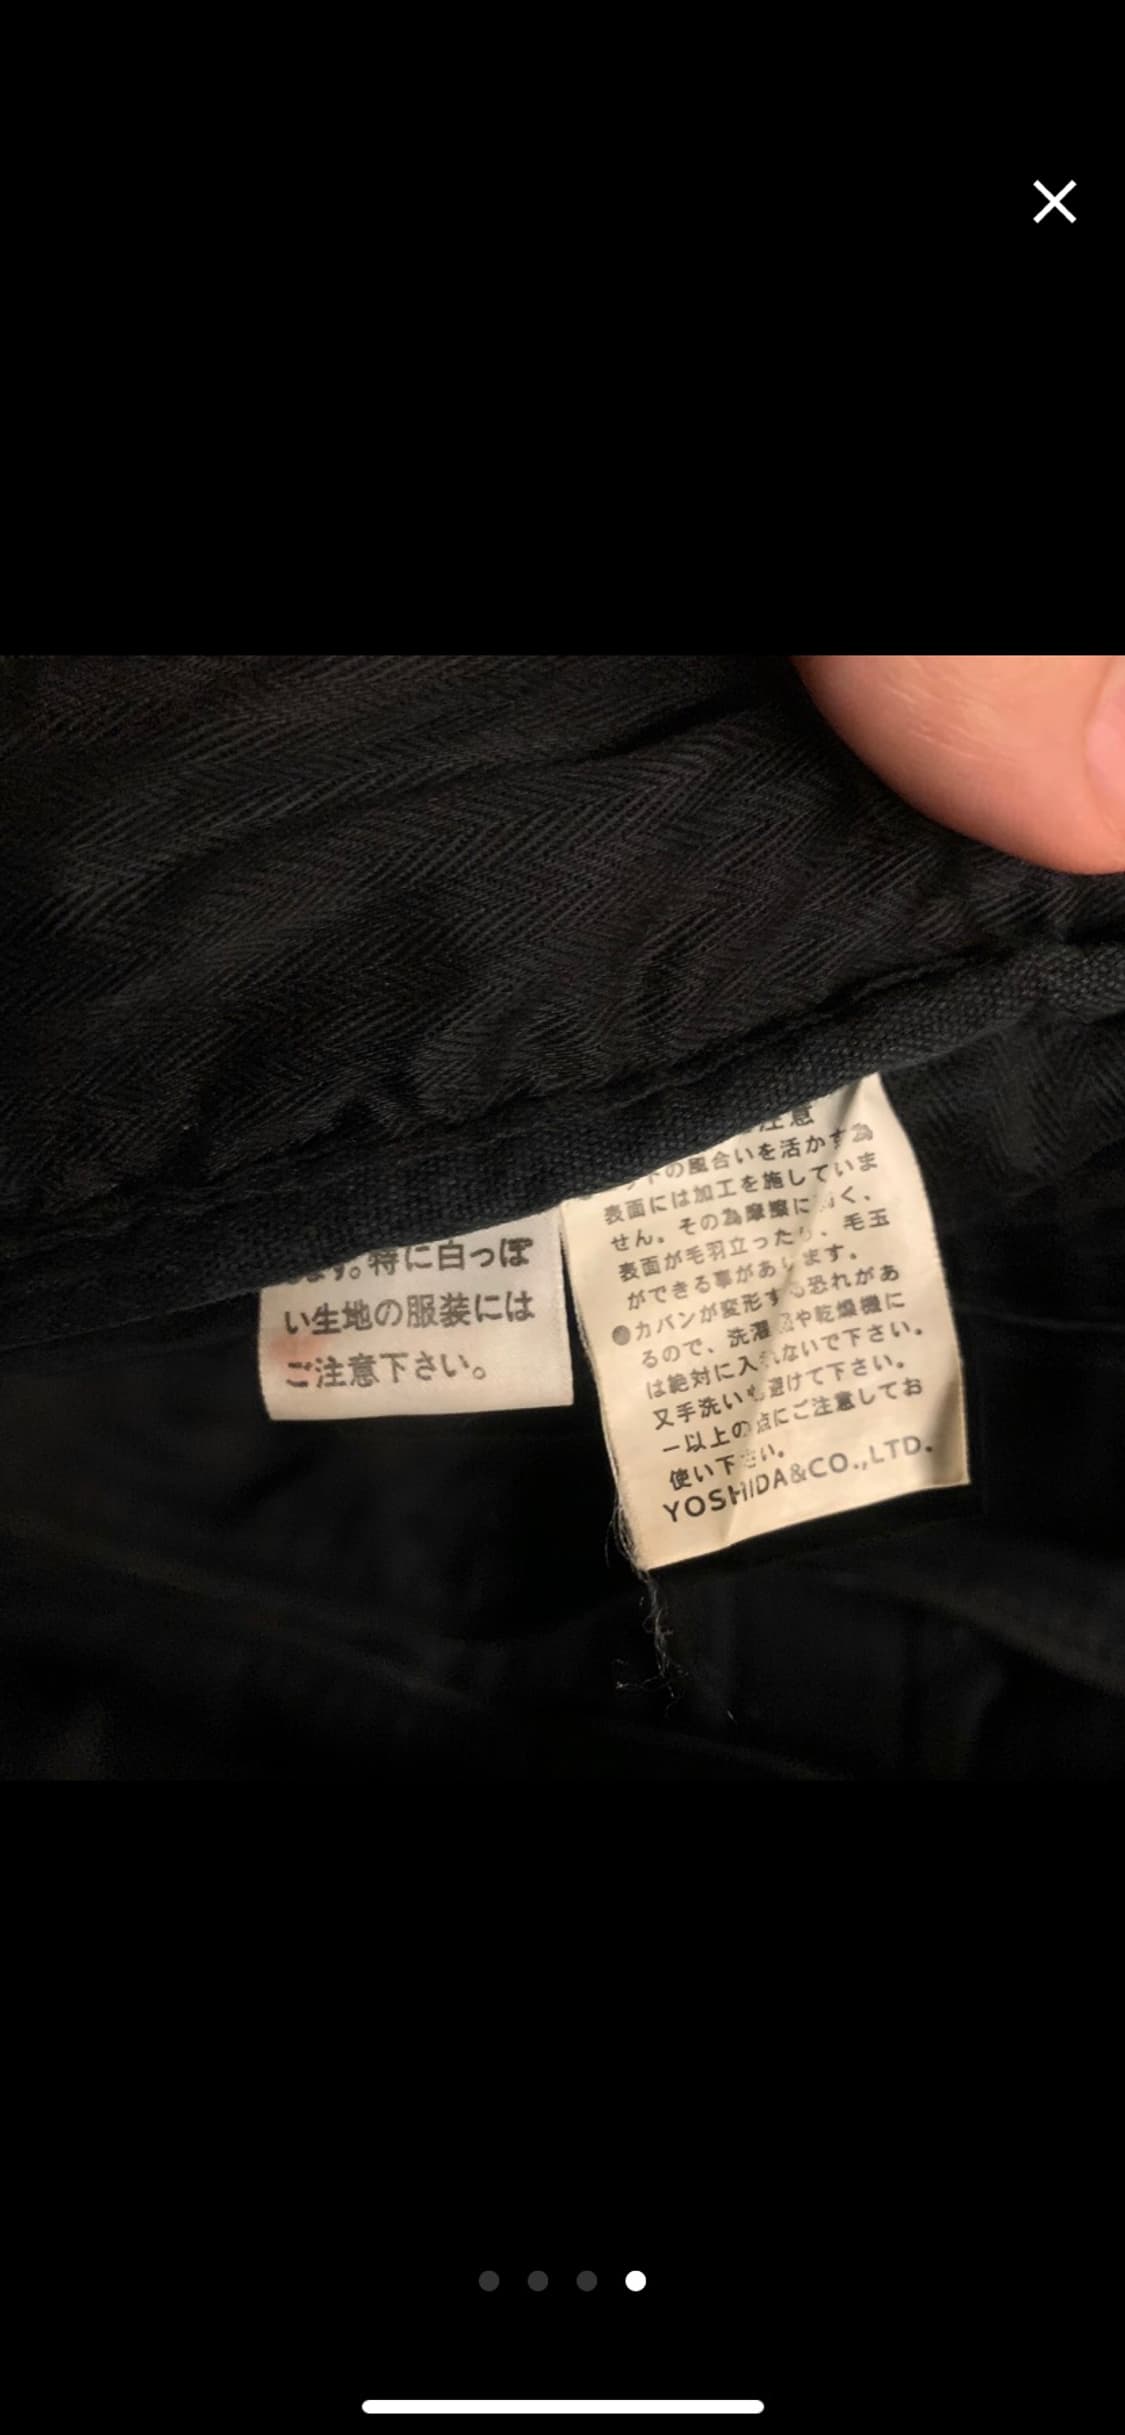 特に白っぽ
い生地の服装には
ご注意下さい。
注意
の風合いを活かす為
表面には加工を施していま
せん。その為摩擦に く、
表面が毛羽立ったり、毛玉
ができる事があります。
●カバンが変形する恐れがあ
るので、洗濯 や乾燥機に
は絶対に入れないで下さい。
又手洗いも避けて下さい。
ー以上の点にご注意してお
使い下さい。
YOSHIDA&CO.,LTD.